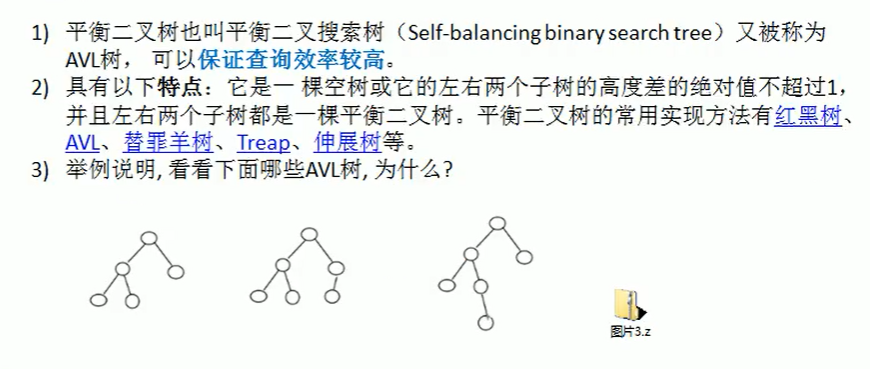 1) 平衡二叉树也叫平衡二叉搜索树（Self-balancing binary search tree）又被称为
AVL树， 可以保证查询效率较高。
2) 具有以下特点：它是一 棵空树或它的左右两个子树的高度差的绝对值不超过1，
并且左右两个子树都是一棵平衡二叉树。平衡二叉树的常用实现方法有红黑树、
AVL、替罪羊树、Treap、伸展树等。
3) 举例说明, 看看下面哪些AVL树, 为什么?
图片3.z